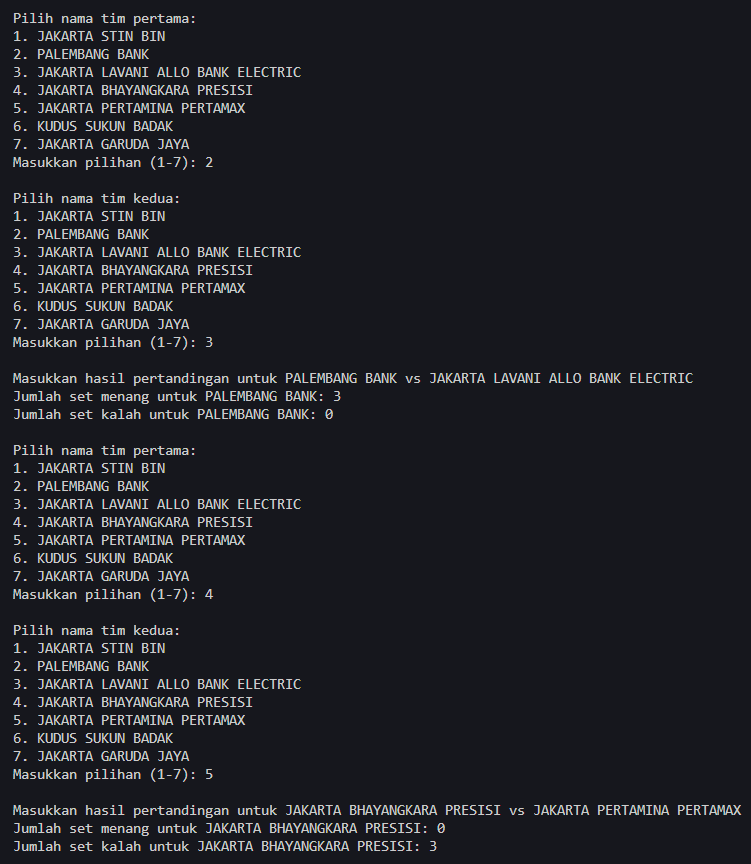 Pilih nama tim pertama:
1. JAKARTA STIN BIN
2. PALEMBANG BANK
3. JAKARTA LAVANI ALLO BANK ELECTRIC
4. JAKARTA BHAYANGKARA PRESISI
5. JAKARTA PERTAMINA PERTAMAX
6. KUDUS SUKUN BADAK
7. JAKARTA GARUDA JAYA
Masukkan pilihan (1-7): 2
Pilih nama tim kedua:
1. JAKARTA STIN BIN
2. PALEMBANG BANK
3. JAKARTA LAVANI ALLO BANK ELECTRIC
4. JAKARTA BHAYANGKARA PRESISI
5. JAKARTA PERTAMINA PERTAMAX
6. KUDUS SUKUN BADAK
7. JAKARTA GARUDA JAYA
Masukkan pilihan (1-7): 3
Masukkan hasil pertandingan untuk PALEMBANG BANK vs JAKARTA LAVANI ALLO BANK ELECTRIC
Jumlah set menang untuk PALEMBANG BANK: 3
Jumlah set kalah untuk PALEMBANG BANK: 0
Pilih nama tim pertama:
1. JAKARTA STIN BIN
2. PALEMBANG BANK
3. JAKARTA LAVANI ALLO BANK ELECTRIC
4. JAKARTA BHAYANGKARA PRESISI
5. JAKARTA PERTAMINA PERTAMAX
6. KUDUS SUKUN BADAK
7. JAKARTA GARUDA JAYA
Masukkan pilihan (1-7): 4
Pilih nama tim kedua:
1. JAKARTA STIN BIN
2. PALEMBANG BANK
3. JAKARTA LAVANI ALLO BANK ELECTRIC
4. JAKARTA BHAYANGKARA PRESISI
5. JAKARTA PERTAMINA PERTAMAX
6. KUDUS SUKUN BADAK
7. JAKARTA GARUDA JAYA
Masukkan pilihan (1-7): 5
Masukkan hasil pertandingan untuk JAKARTA BHAYANGKARA PRESISI vs JAKARTA PERTAMINA PERTAMAX
Jumlah set menang untuk JAKARTA BHAYANGKARA PRESISI: 0
Jumlah set kalah untuk JAKARTA BHAYANGKARA PRESISI: 3